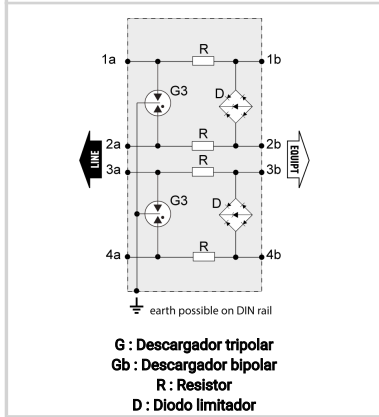 R
1a 1b
G3 D
2a R 2b
LINE EQUIPT
3a R 3b
G3 D
R
4a 4b
earth possible on DIN rail
G : Descargador tripolar
Gb : Descargador bipolar
R : Resistor
D : Diodo limitador